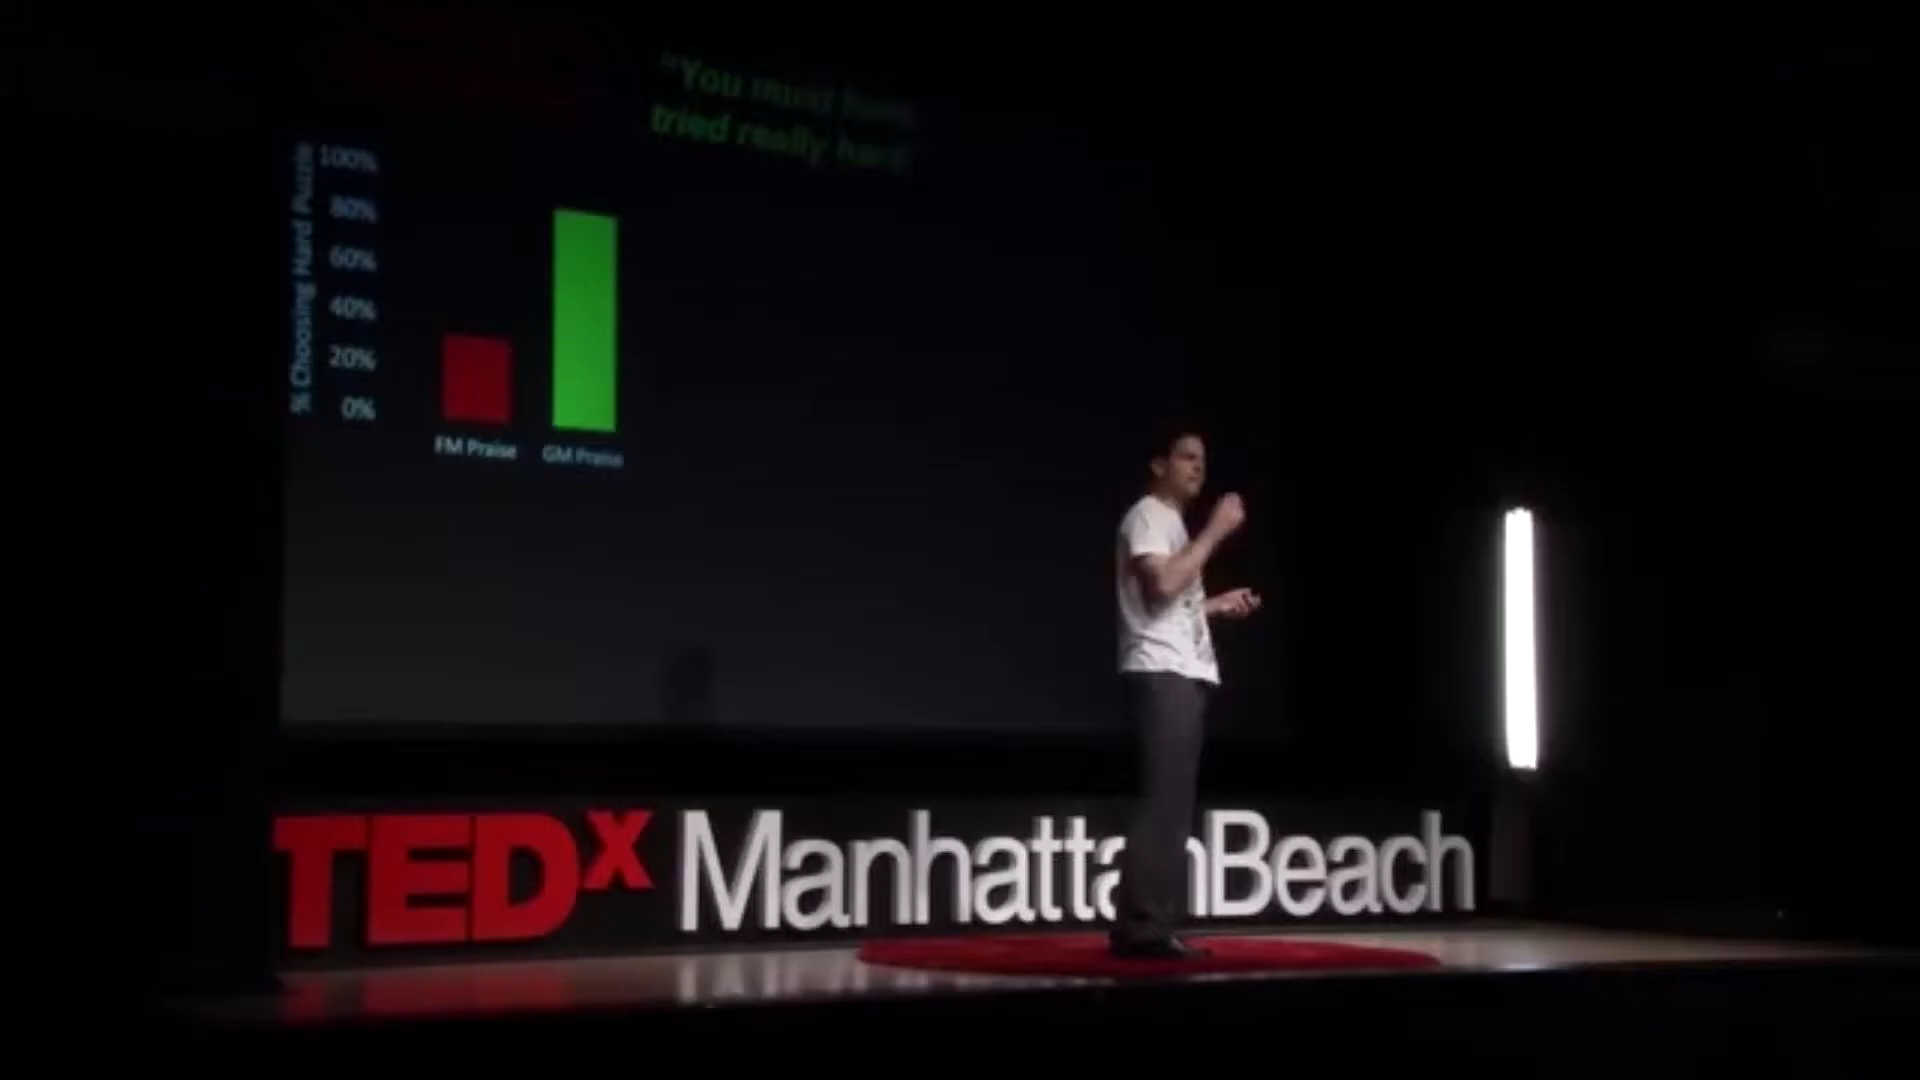 "You must have
tried really hard
% Choosing Hard Puzzle
100%
80%
60%
40%
20%
0%
FM Praise
GM Praise
TEDx ManhattanBeach